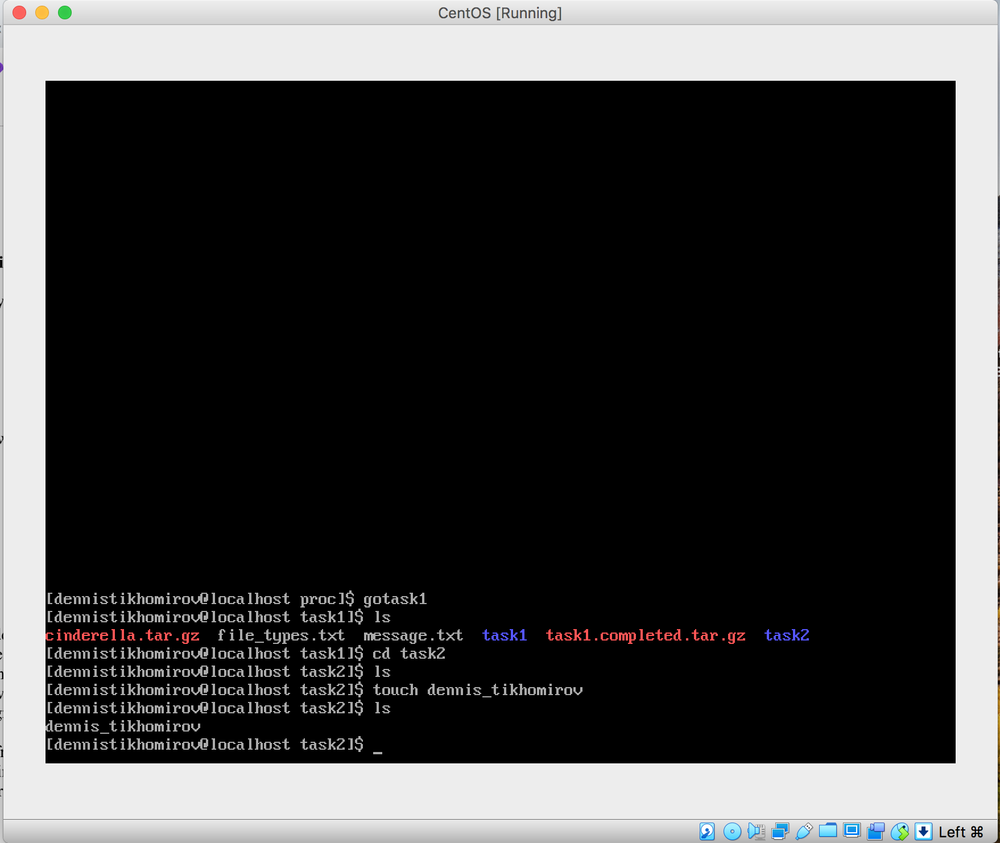 CentOS [Running]
[dennistikhomirov@localhost proc]$ gotask1
[dennistikhomirov@localhost task1]$ ls
cinderella.tar.gz  file_types.txt  message.txt  task1  task1.completed.tar.gz  task2
[dennistikhomirov@localhost task1]$ cd task2
[dennistikhomirov@localhost task2]$ ls
[dennistikhomirov@localhost task2]$ touch dennis_tikhomirov
[dennistikhomirov@localhost task2]$ ls
dennis_tikhomirov
[dennistikhomirov@localhost task2]$ _
Left ⌘